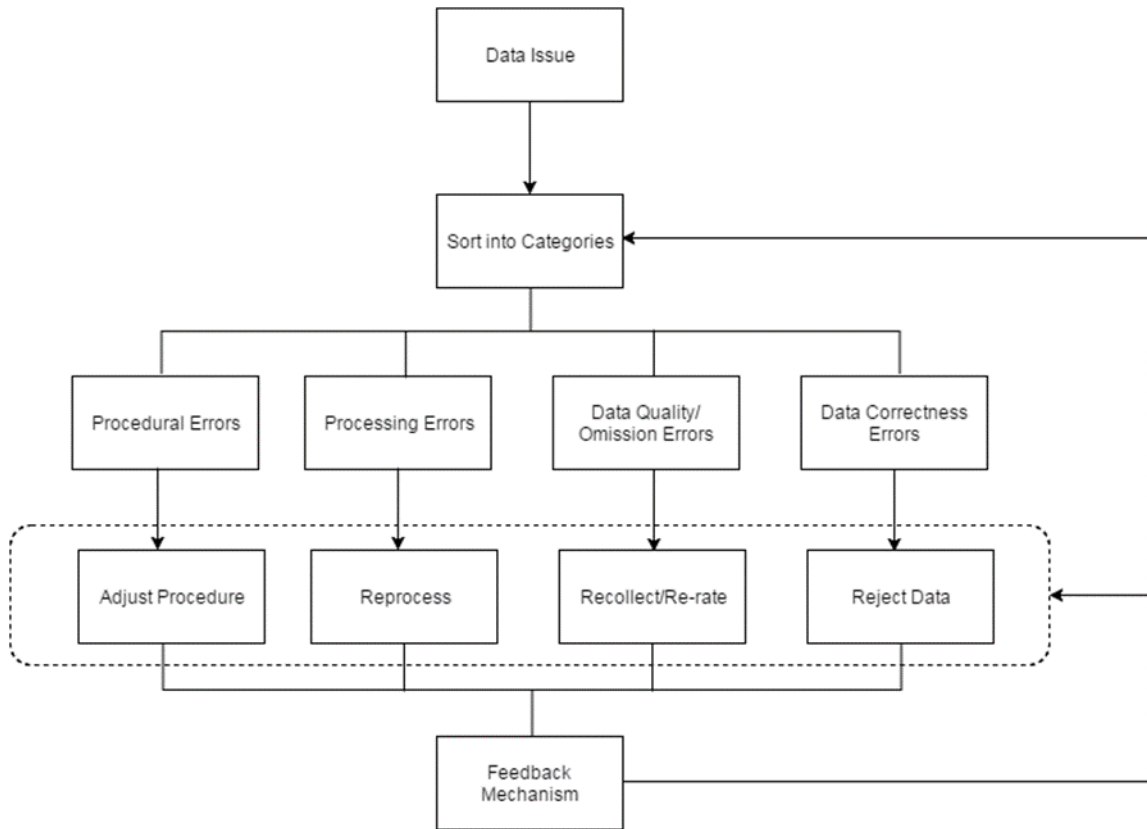 Data Issue
Sort into Categories
Procedural Errors
Processing Errors
Data Quality/
Omission Errors
Data Correctness
Errors
Adjust Procedure
Reprocess
Recollect/Re-rate
Reject Data
Feedback
Mechanism